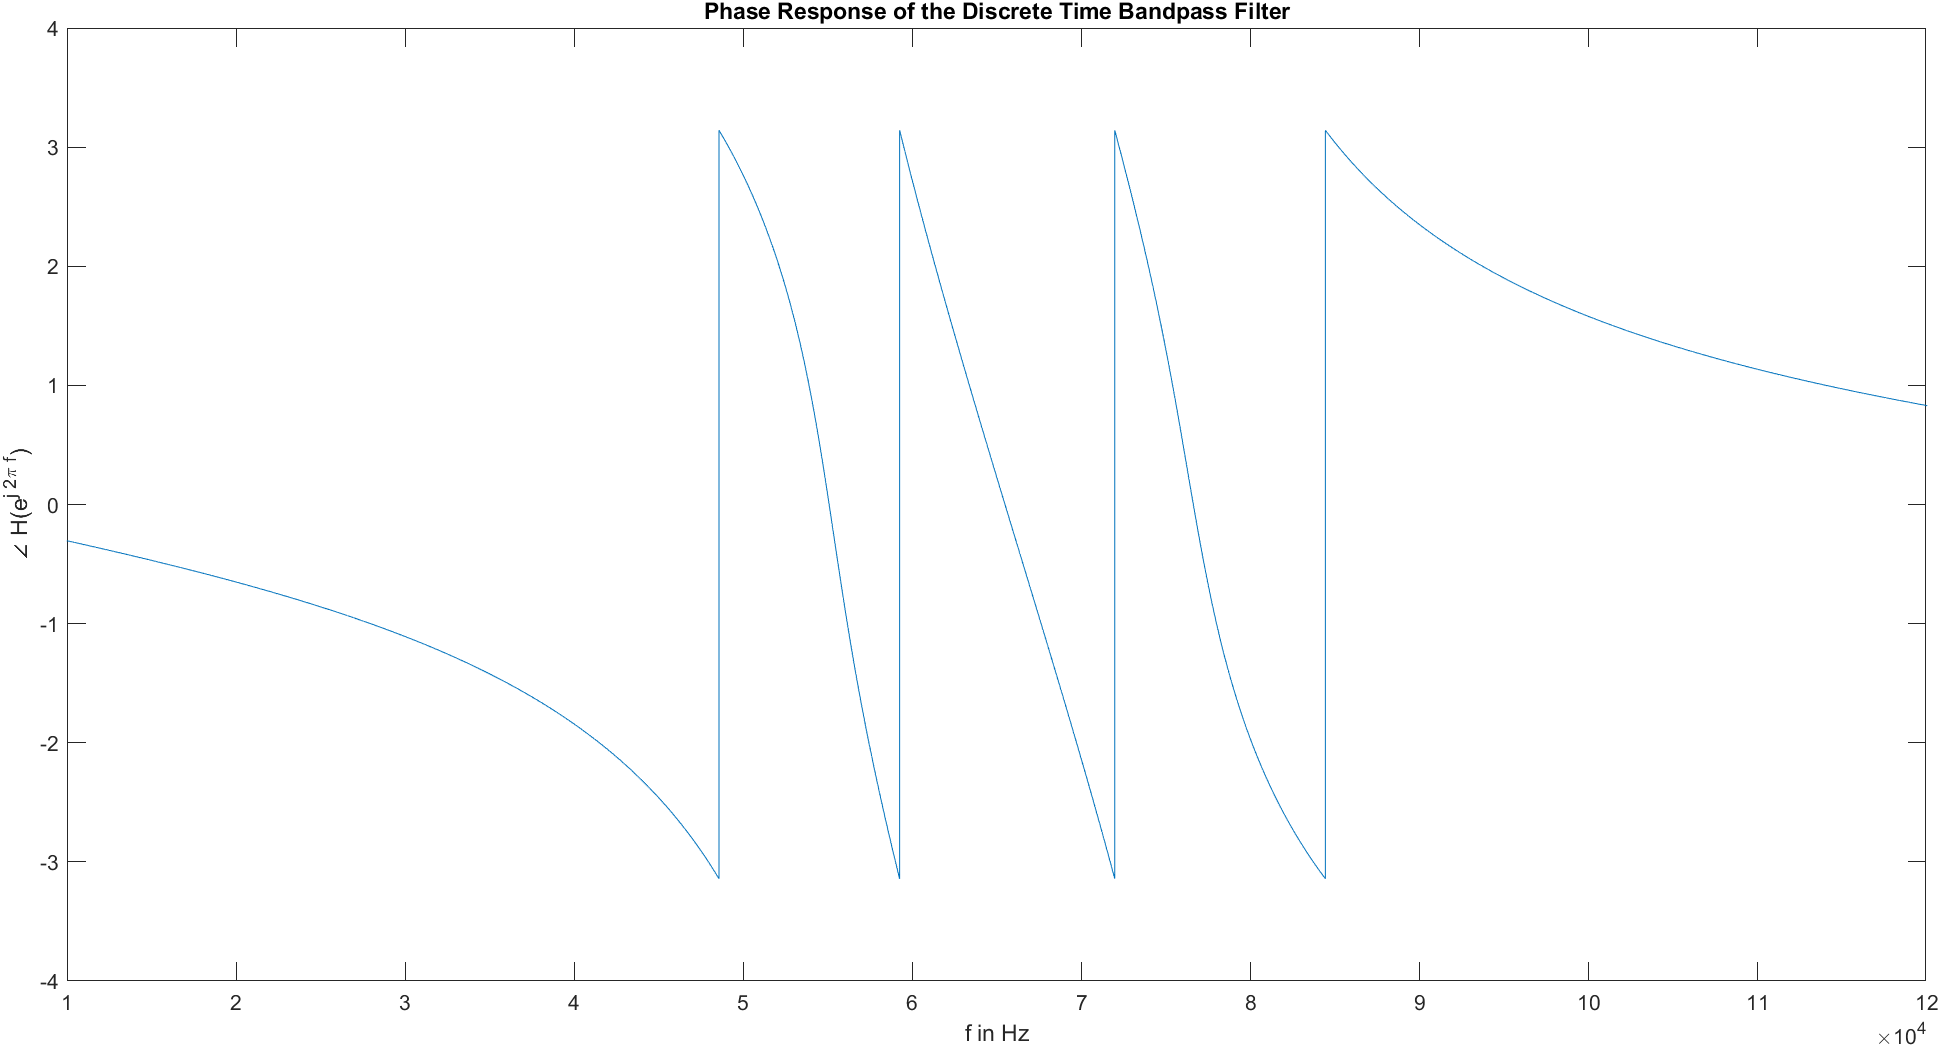 Phase Response of the Discrete Time Bandpass Filter
4
3
2
1
0
-1
-2
-3
-4
∠ H(e^{j 2π f})
1 2 3 4 5 6 7 8 9 10 11 12
f in Hz
×10^4